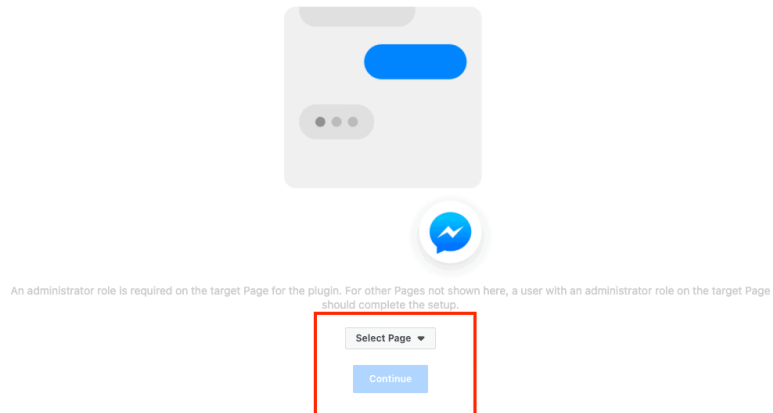 An administrator role is required on the target Page for the plugin. For other Pages not shown here, a user with an administrator role on the target Page
should complete the setup.
Select Page
Continue